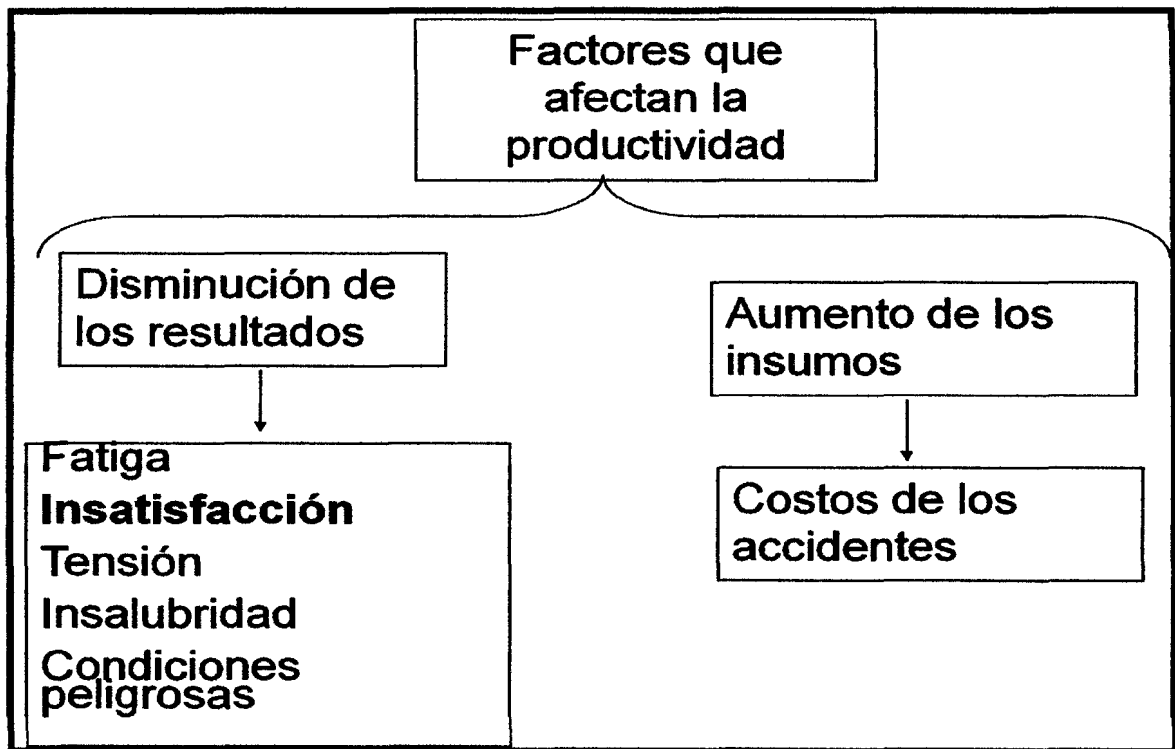 Factores que
afectan la
productividad
Disminución de
los resultados
Aumento de los
insumos
Fatiga
Insatisfacción
Tensión
Insalubridad
Condiciones
peligrosas
Costos de los
accidentes